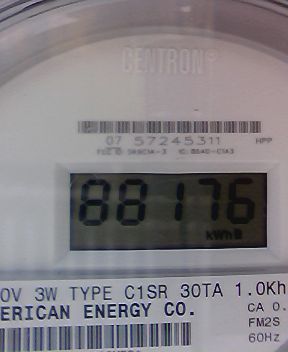 CENTRON®
07 57245311 HPP
88176
kWh
0V 3W TYPE C1SR 30TA 1.0Kh
ERICAN ENERGY CO. CA 0.
FM2S
60Hz